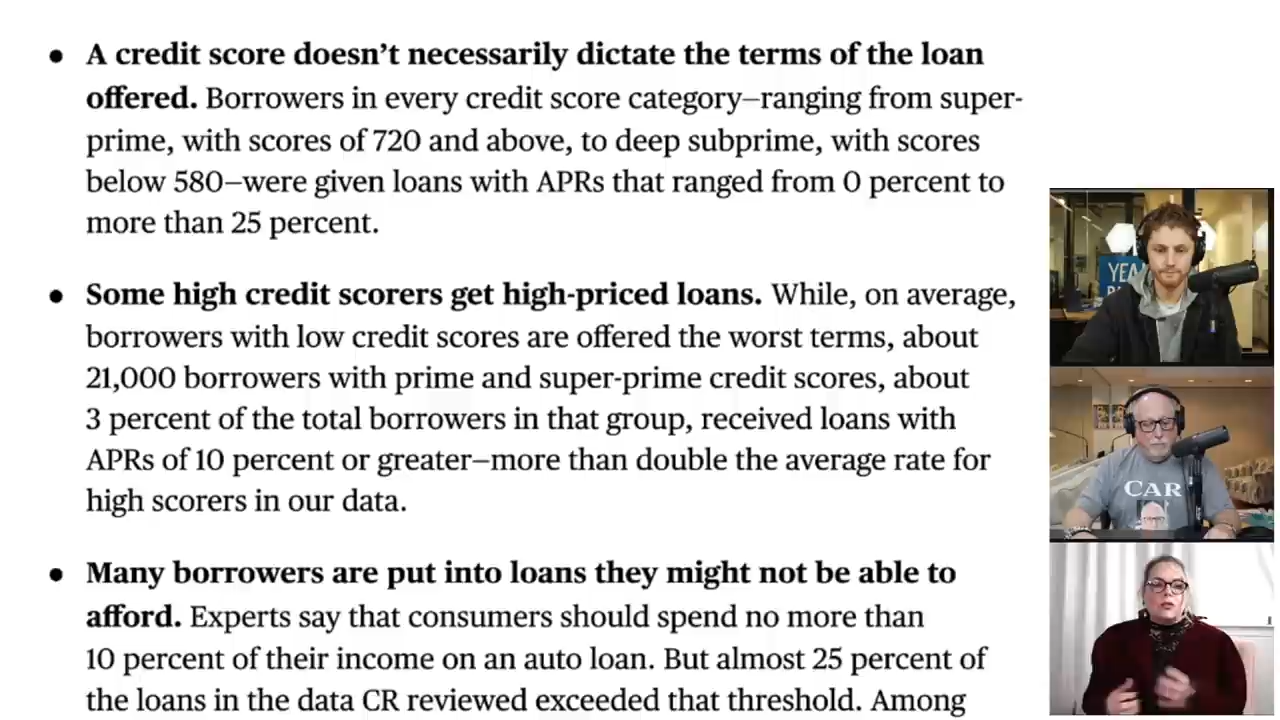 • A credit score doesn’t necessarily dictate the terms of the loan
offered. Borrowers in every credit score category—ranging from super-
prime, with scores of 720 and above, to deep subprime, with scores
below 580—were given loans with APRs that ranged from 0 percent to
more than 25 percent.
• Some high credit scorers get high-priced loans. While, on average,
borrowers with low credit scores are offered the worst terms, about
21,000 borrowers with prime and super-prime credit scores, about
3 percent of the total borrowers in that group, received loans with
APRs of 10 percent or greater—more than double the average rate for
high scorers in our data.
• Many borrowers are put into loans they might not be able to
afford. Experts say that consumers should spend no more than
10 percent of their income on an auto loan. But almost 25 percent of
the loans in the data CR reviewed exceeded that threshold. Among
CAR